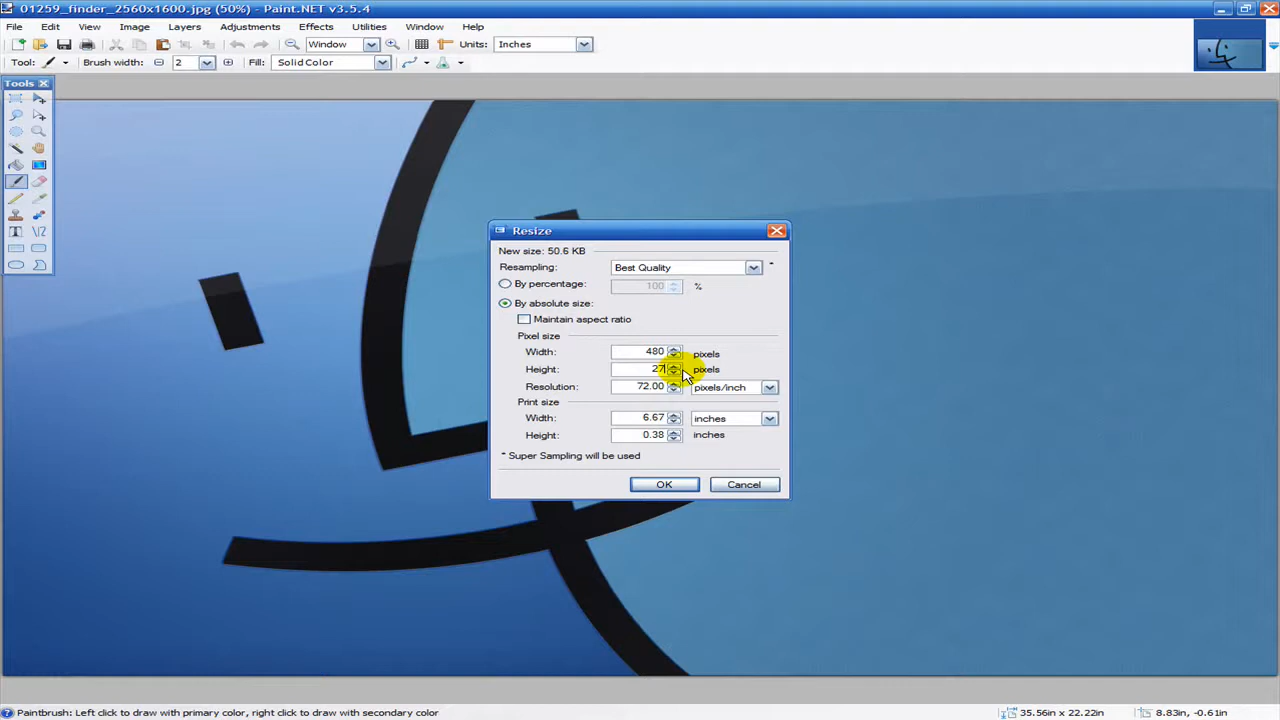 01259_finder_2560x1600.jpg (50%) - Paint.NET v3.5.4
File Edit View Image Layers Adjustments Effects Utilities Window Help
Window Units: Inches
Tool: Brush width: 2 Fill: Solid Color
Tools
Resize
New size: 50.6 KB
Resampling: Best Quality *
By percentage: 100 %
By absolute size:
Maintain aspect ratio
Pixel size
Width: 480 pixels
Height: 27 pixels
Resolution: 72.00 pixels/inch
Print size
Width: 6.67 inches
Height: 0.38 inches
* Super Sampling will be used
OK Cancel
Paintbrush: Left click to draw with primary color, right click to draw with secondary color 35.56in x 22.22in 8.83in, -0.61in